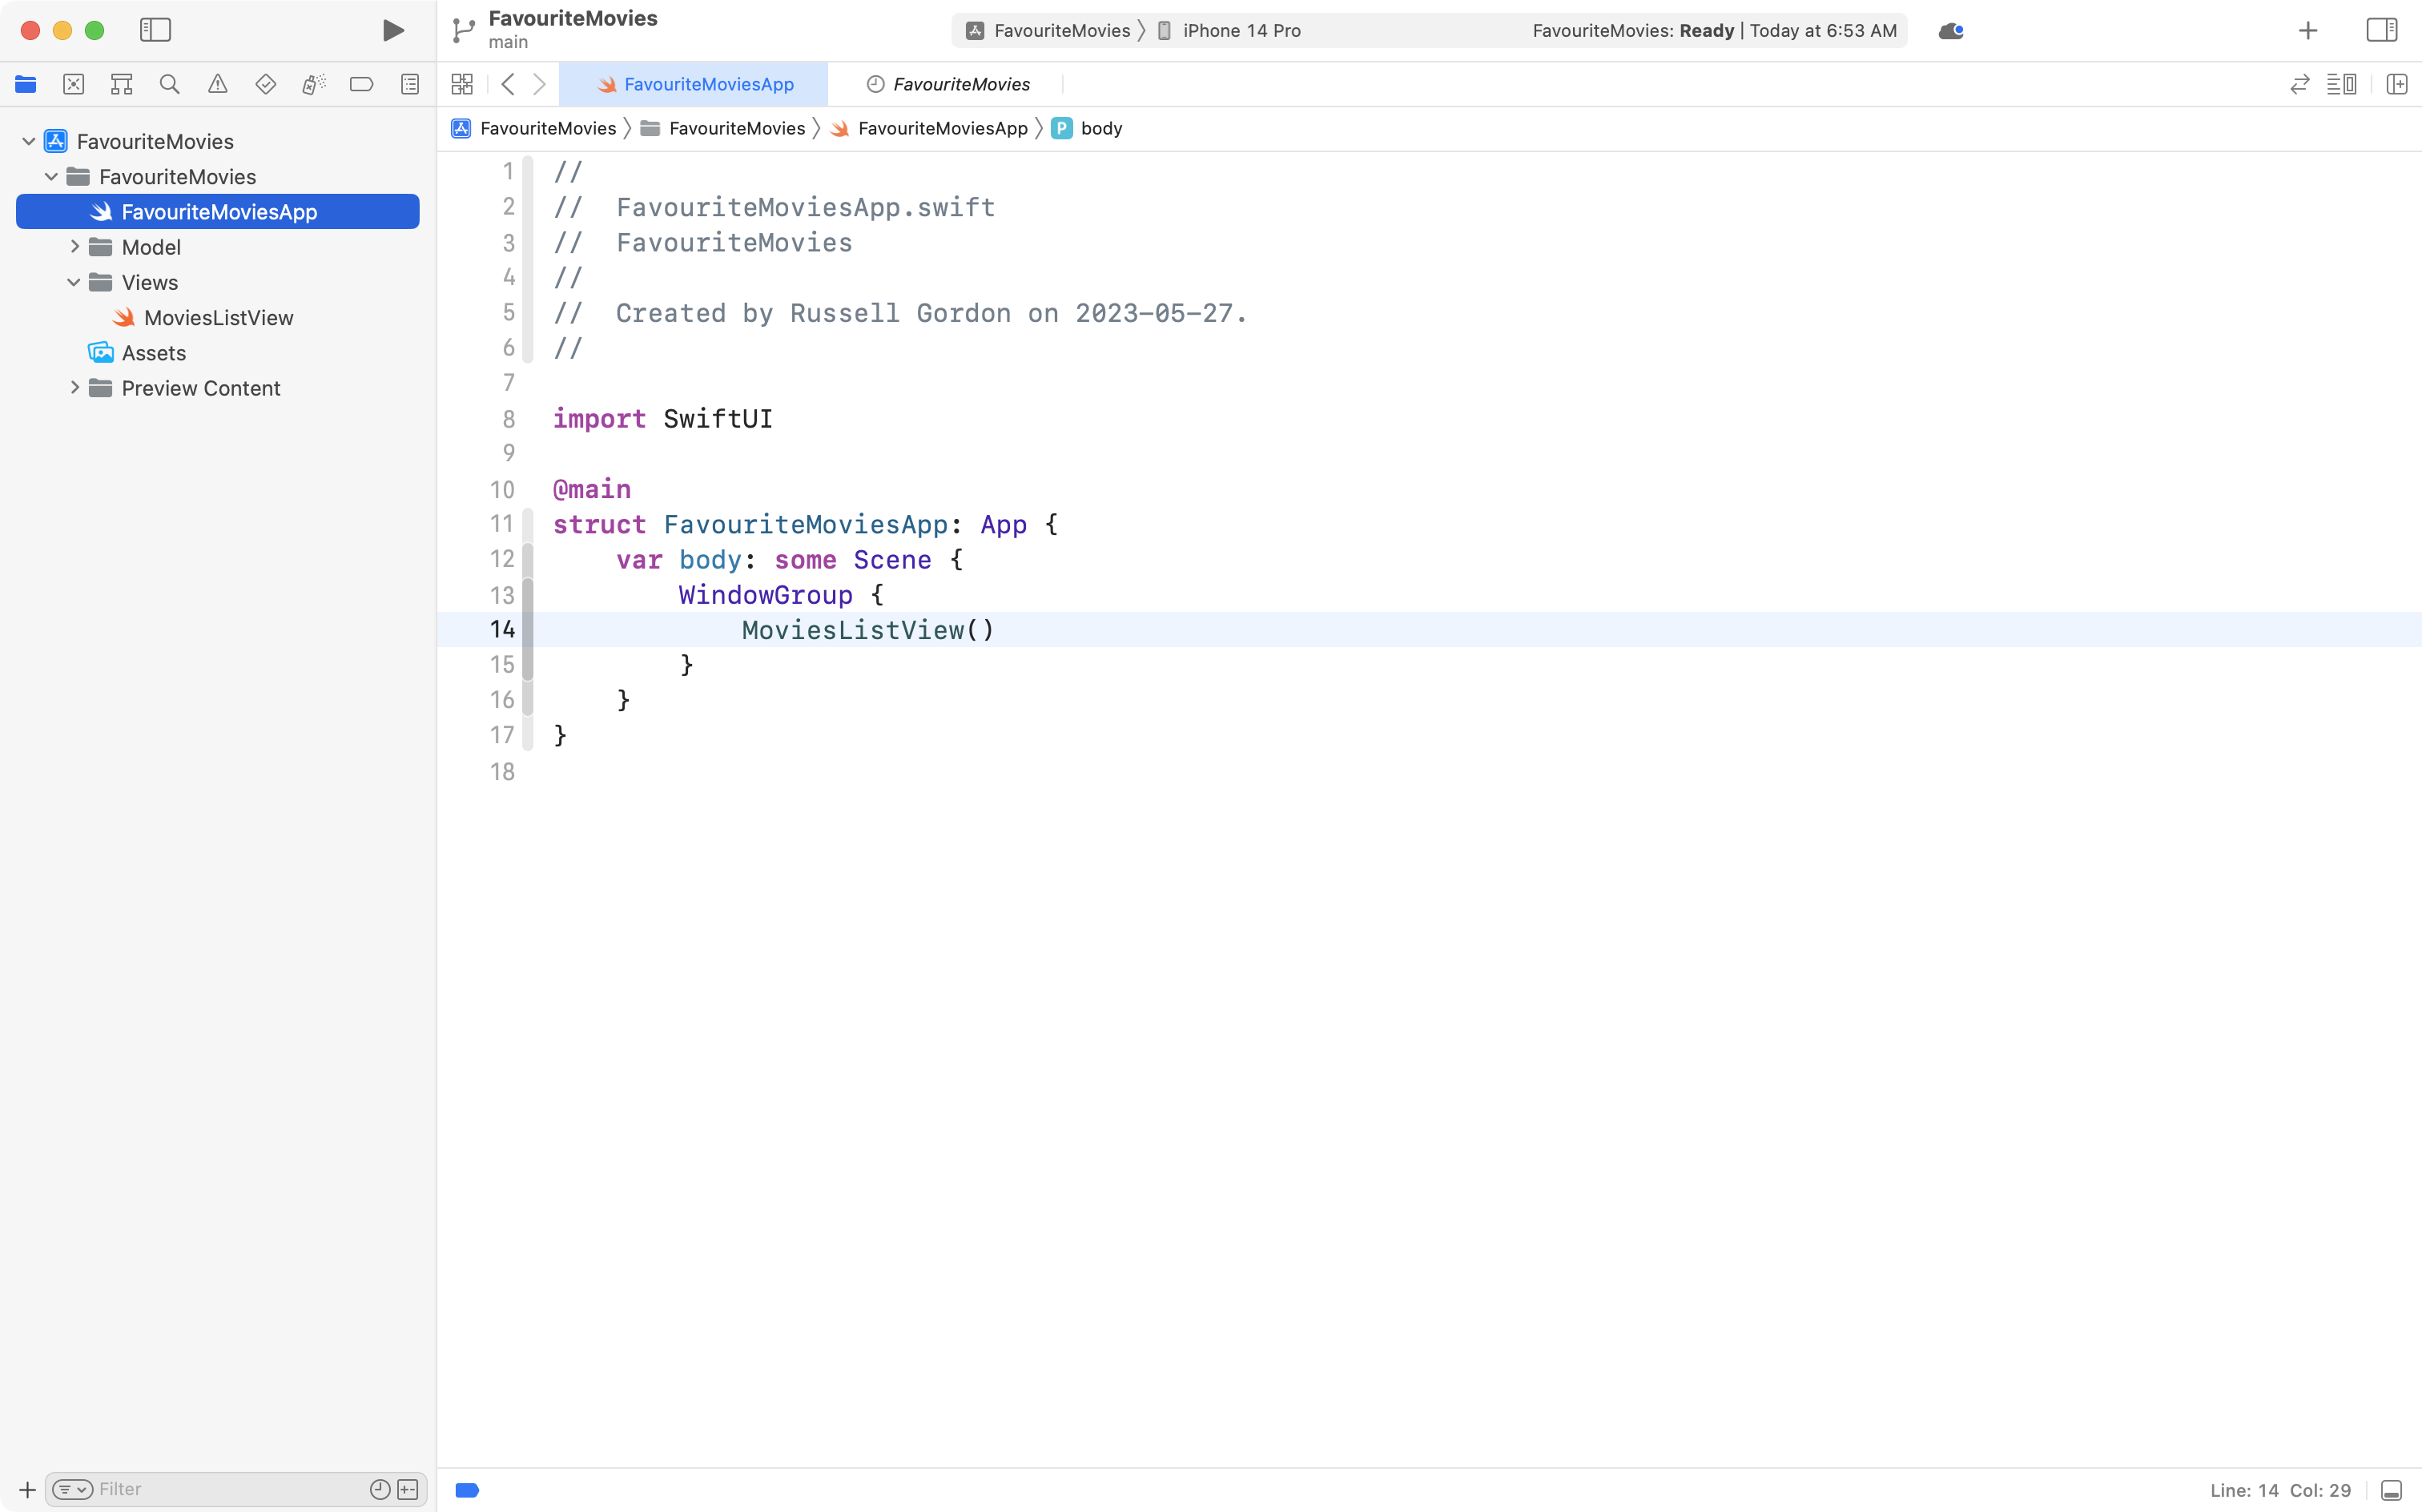 FavouriteMovies
main
FavouriteMovies
iPhone 14 Pro
FavouriteMovies: Ready | Today at 6:53 AM
FavouriteMoviesApp
FavouriteMovies
FavouriteMovies
FavouriteMovies
FavouriteMoviesApp
P body
FavouriteMovies
FavouriteMovies
FavouriteMoviesApp
Model
Views
MoviesListView
Assets
Preview Content
1 //
2 //  FavouriteMoviesApp.swift
3 //  FavouriteMovies
4 //
5 //  Created by Russell Gordon on 2023-05-27.
6 //
7
8 import SwiftUI
9
10 @main
11 struct FavouriteMoviesApp: App {
12     var body: some Scene {
13         WindowGroup {
14             MoviesListView()
15         }
16     }
17 }
18
Filter
Line: 14 Col: 29